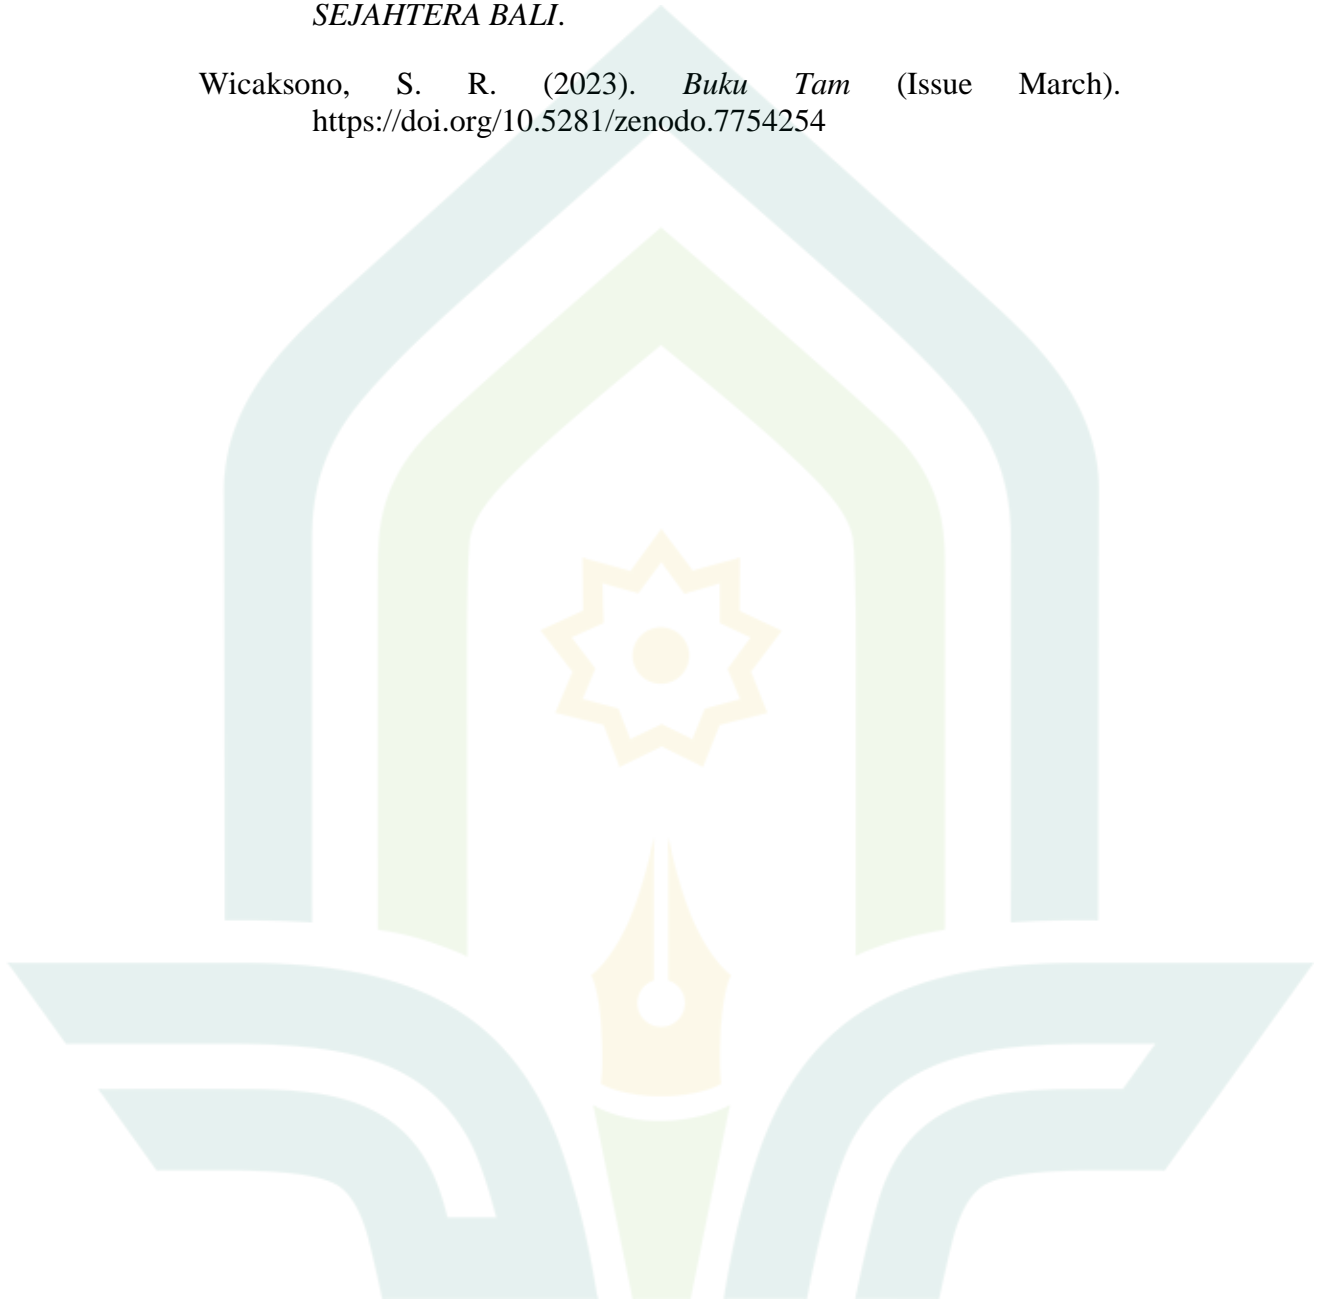 SEJAHTERA BALI.
Wicaksono, S. R. (2023). Buku Tam (Issue March).
https://doi.org/10.5281/zenodo.7754254